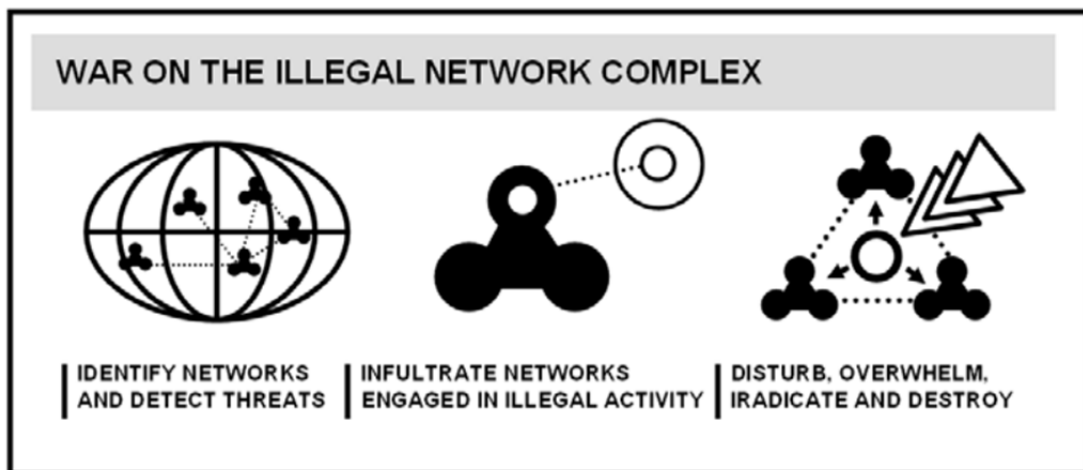 WAR ON THE ILLEGAL NETWORK COMPLEX
IDENTIFY NETWORKS
AND DETECT THREATS
INFULTRATE NETWORKS
ENGAGED IN ILLEGAL ACTIVITY
DISTURB, OVERWHELM,
IRADICATE AND DESTROY